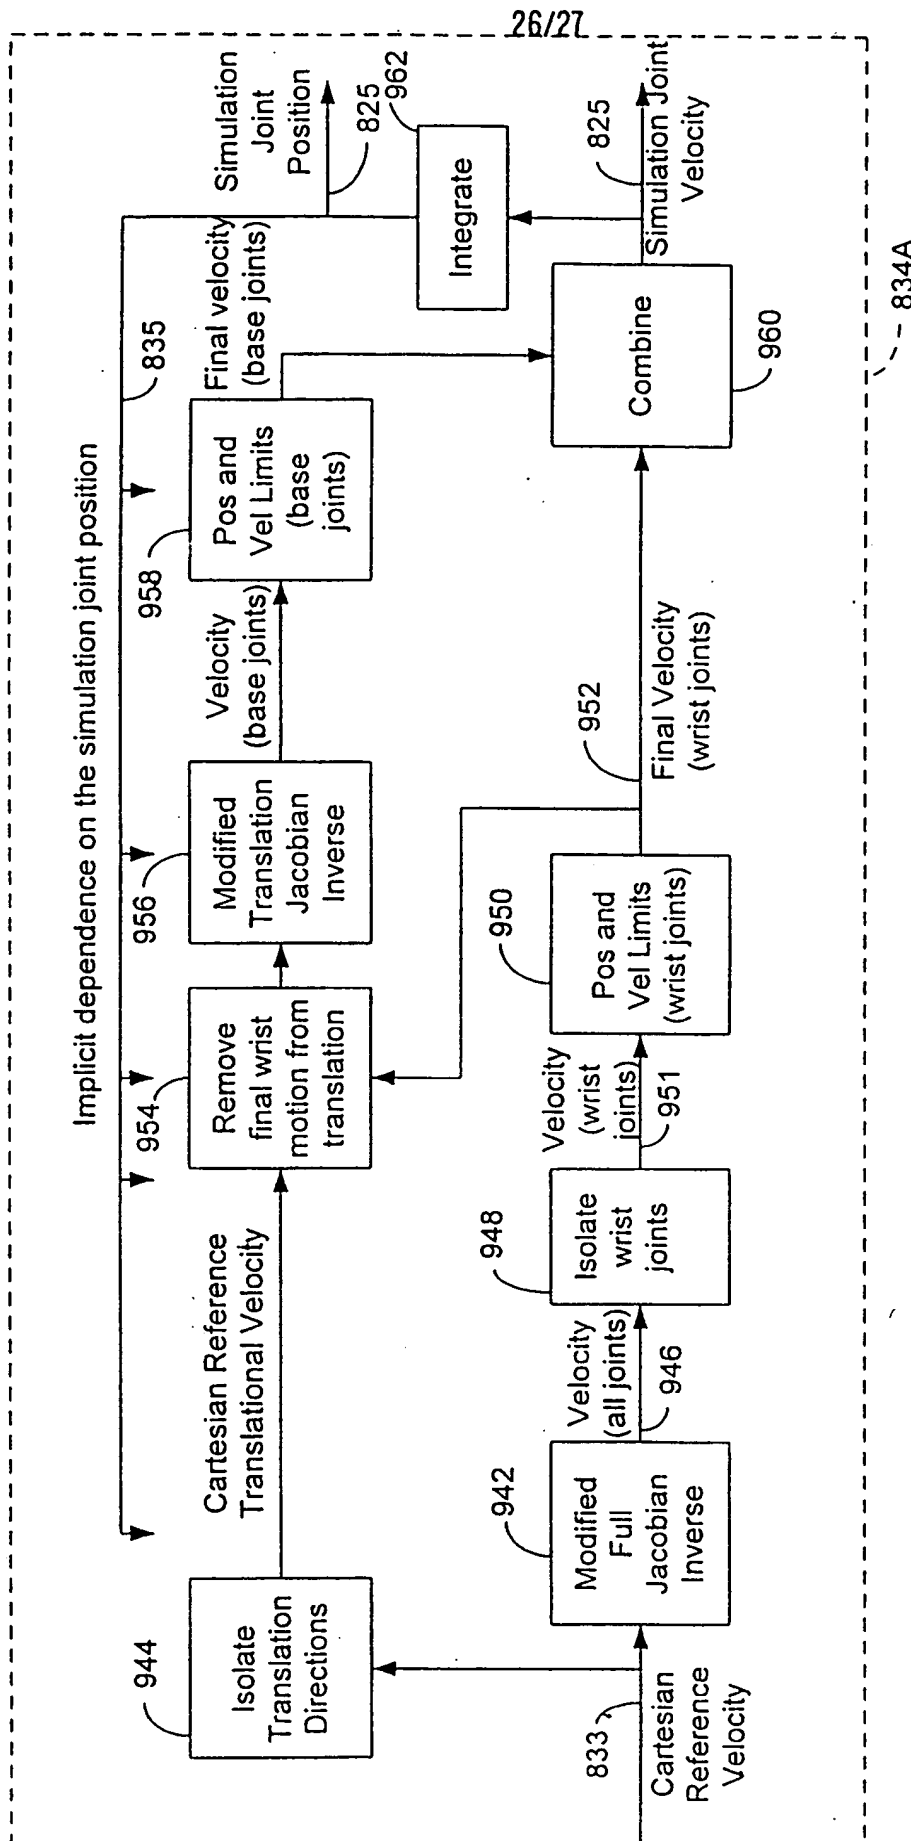 26/27
Implicit dependence on the simulation joint position
835
944
Isolate
Translation
Directions
Cartesian Reference
Translational Velocity
954
Remove
final wrist
motion from
translation
956
Modified
Translation
Jacobian
Inverse
Velocity
(base joints)
958
Pos and
Vel Limits
(base
joints)
Final velocity
(base joints)
Simulation
Joint
Position
825
962
Integrate
833
Cartesian
Reference
Velocity
942
Modified
Full
Jacobian
Inverse
Velocity
(all joints)
946
948
Isolate
wrist
joints
Velocity
(wrist
joints)
951
950
Pos and
Vel Limits
(wrist joints)
952
Final Velocity
(wrist joints)
Combine
960
825
Simulation Joint
Velocity
834A